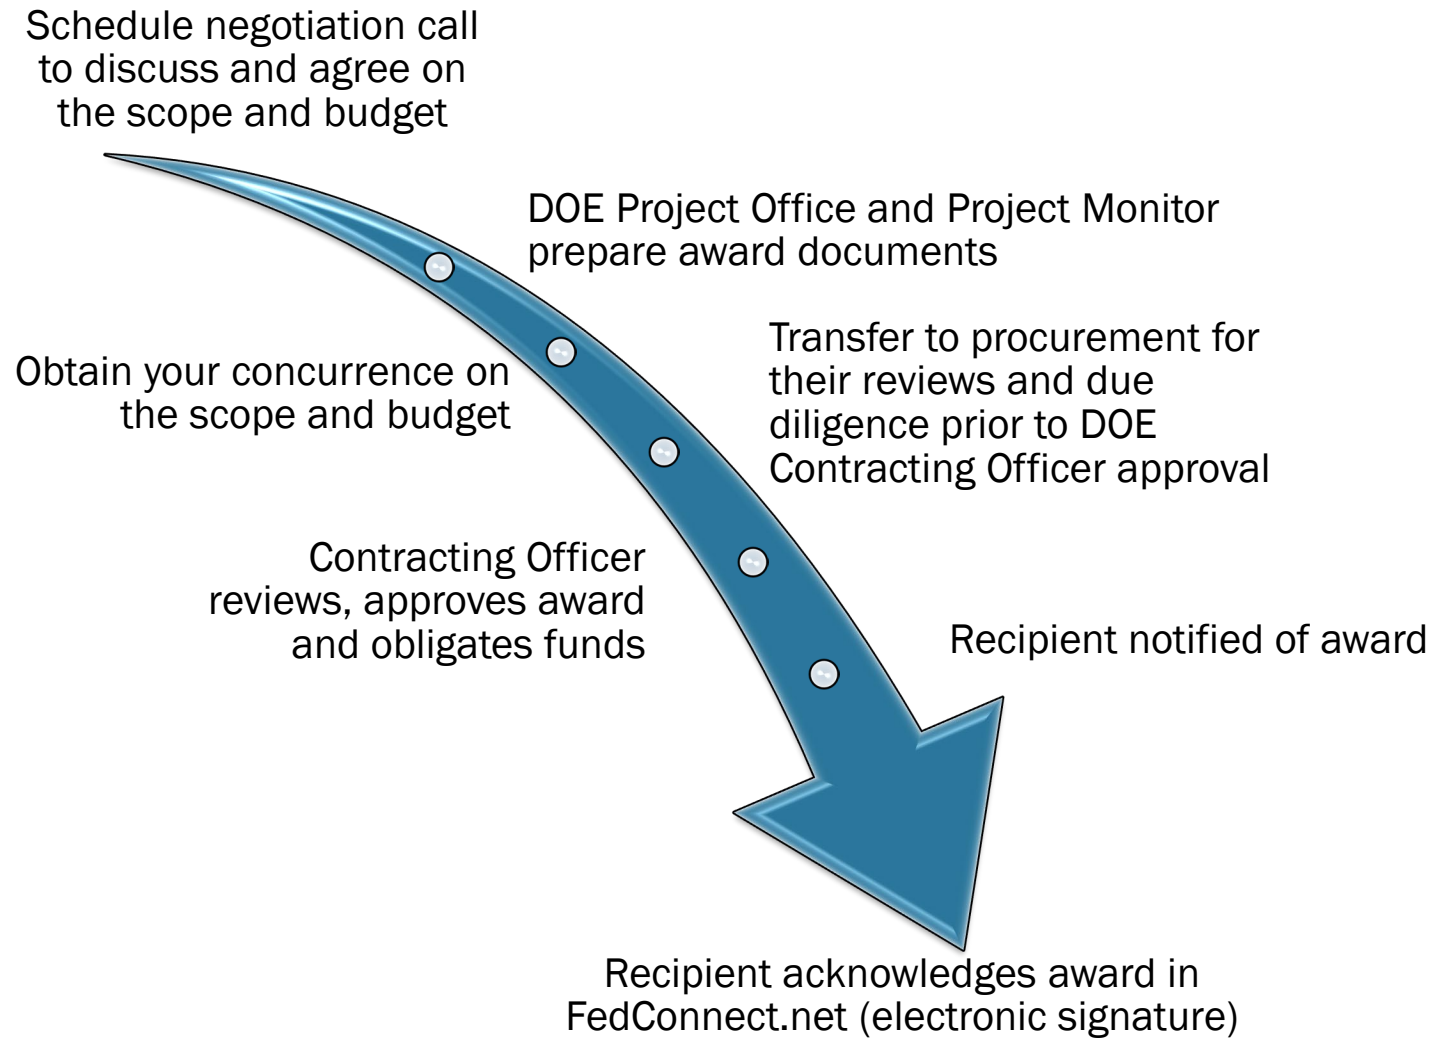 Schedule negotiation call
to discuss and agree on
the scope and budget
DOE Project Office and Project Monitor
prepare award documents
Obtain your concurrence on
the scope and budget
Transfer to procurement for
their reviews and due
diligence prior to DOE
Contracting Officer approval
Contracting Officer
reviews, approves award
and obligates funds
Recipient notified of award
Recipient acknowledges award in
FedConnect.net (electronic signature)